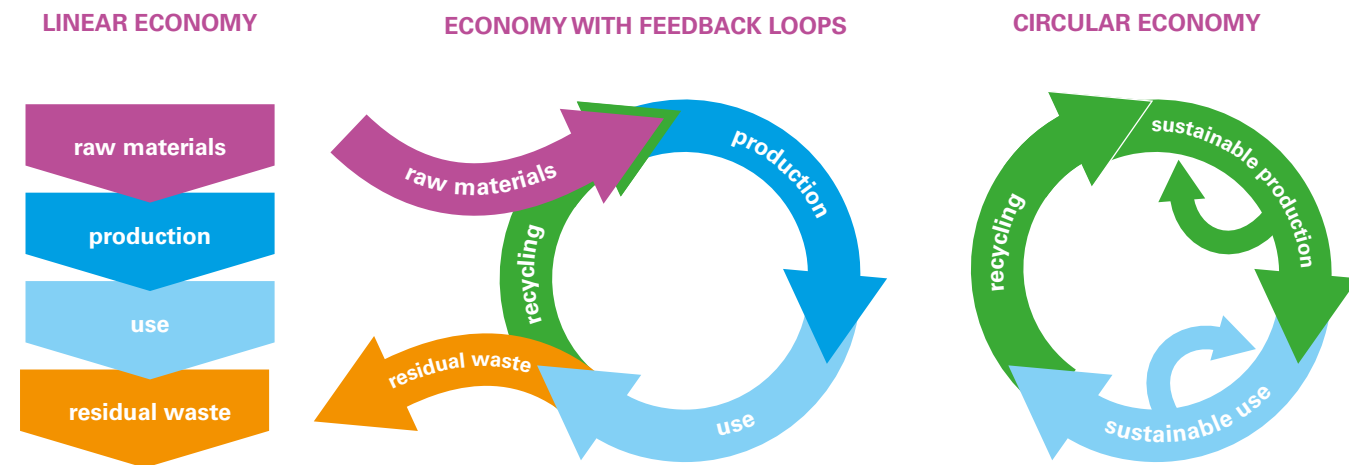 LINEAR ECONOMY
raw materials
production
use
residual waste
ECONOMY WITH FEEDBACK LOOPS
raw materials
production
recycling
residual waste
use
CIRCULAR ECONOMY
sustainable production
recycling
sustainable use